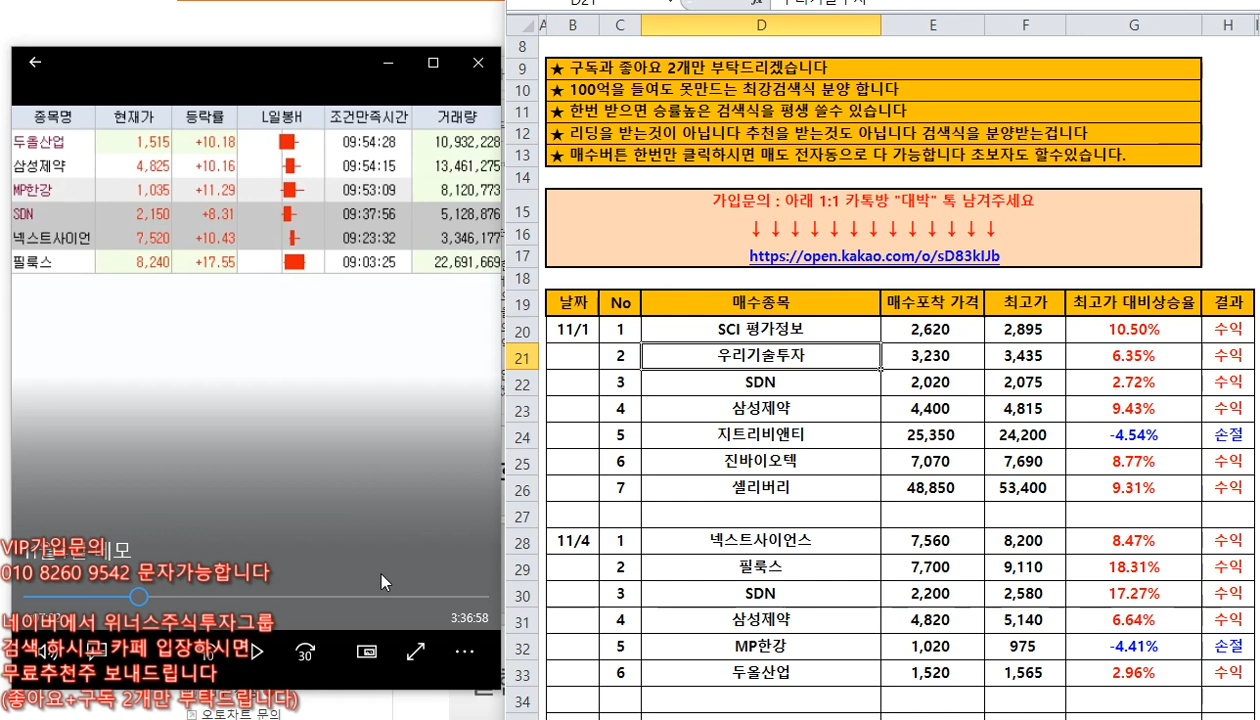 종목명 현재가 등락률 L일봉H 조건만족시간 거래량
두올산업 1,515 +10.18 09:54:28 10,932,228
삼성제약 4,825 +10.16 09:54:15 13,461,275
MP한강 1,035 +11.29 09:53:09 8,120,773
SDN 2,150 +8.31 09:37:56 5,128,876
넥스트사이언 7,520 +10.43 09:23:32 3,346,177
필룩스 8,240 +17.55 09:03:25 22,691,669
VIP가입문의
010 8260 9542 문자가능합니다
3:36:58
네이버에서 위너스주식투자그룹
검색 하시고 카페 입장하시면
무료추천주 보내드립니다
(좋아요+구독 2개만 부탁드립니다)
10
30
오토차트 문의
D21
A B C D E F G H
8
9 ★ 구독과 좋아요 2개만 부탁드리겠습니다
10 ★ 100억을 들여도 못만드는 최강검색식 분양 합니다
11 ★ 한번 받으면 승률높은 검색식을 평생 쓸수 있습니다
12 ★ 리딩을 받는것이 아닙니다 추천을 받는것도 아닙니다 검색식을 분양받는겁니다
13 ★ 매수버튼 한번만 클릭하시면 매도 전자동으로 다 가능합니다 초보자도 할수있습니다.
14
15 가입문의 : 아래 1:1 카톡방 "대박" 톡 남겨주세요
16 ↓ ↓ ↓ ↓ ↓ ↓ ↓ ↓ ↓ ↓ ↓ ↓ ↓
17 https://open.kakao.com/o/sD83kIJb
18
19 날짜 No 매수종목 매수포착 가격 최고가 최고가 대비상승율 결과
20 11/1 1 SCI 평가정보 2,620 2,895 10.50% 수익
21 2 우리기술투자 3,230 3,435 6.35% 수익
22 3 SDN 2,020 2,075 2.72% 수익
23 4 삼성제약 4,400 4,815 9.43% 수익
24 5 지트리비앤티 25,350 24,200 -4.54% 손절
25 6 진바이오텍 7,070 7,690 8.77% 수익
26 7 셀리버리 48,850 53,400 9.31% 수익
27
28 11/4 1 넥스트사이언스 7,560 8,200 8.47% 수익
29 2 필룩스 7,700 9,110 18.31% 수익
30 3 SDN 2,200 2,580 17.27% 수익
31 4 삼성제약 4,820 5,140 6.64% 수익
32 5 MP한강 1,020 975 -4.41% 손절
33 6 두올산업 1,520 1,565 2.96% 수익
34